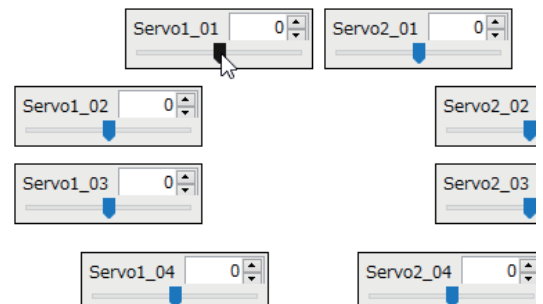 Servo1_01 0 Servo2_01 0
Servo1_02 0 Servo2_02
Servo1_03 0 Servo2_03
Servo1_04 0 Servo2_04 0